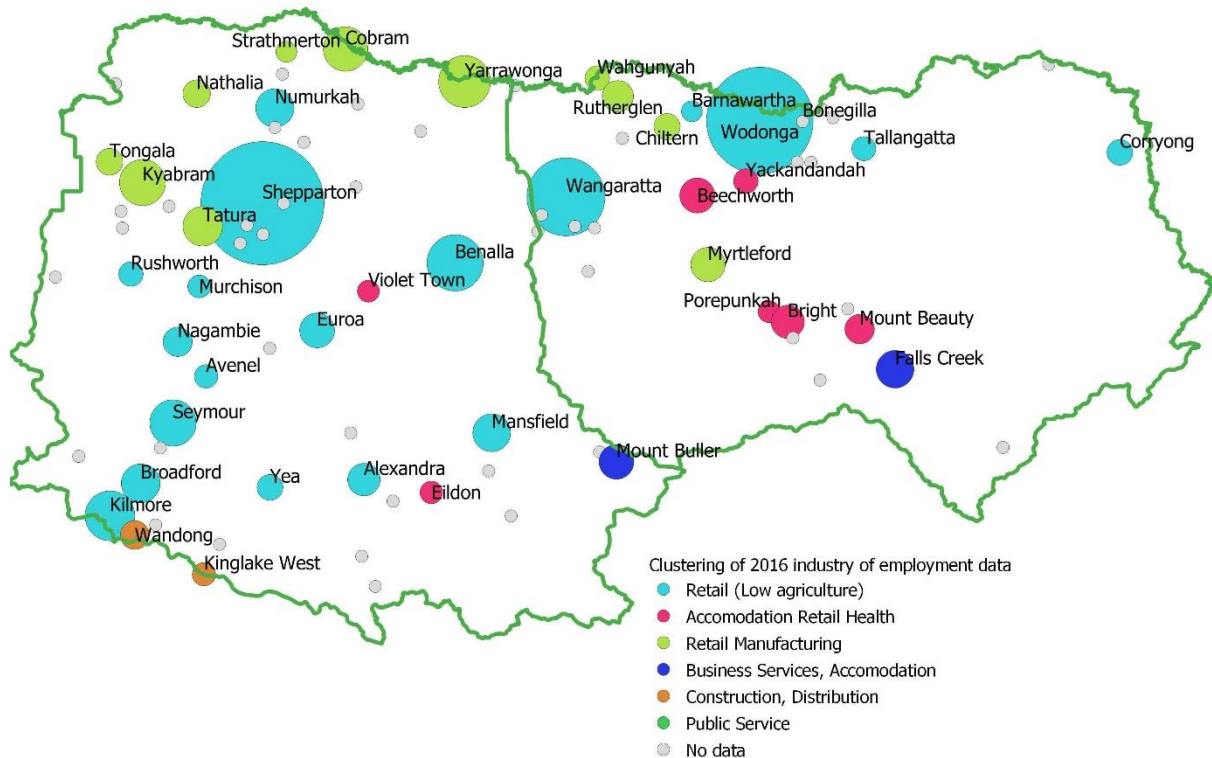 Strathmerton
Cobram
Yarrawonga
Wahgunyah
Nathalia
Numurkah
Rutherglen
Barnawartha
Bonegilla
Chiltern
Wodonga
Tallangatta
Corryong
Tongala
Kyabram
Shepparton
Wangaratta
Yackandandah
Beechworth
Tatura
Benalla
Myrtleford
Rushworth
Murchison
Violet Town
Porepunkah
Bright
Mount Beauty
Nagambie
Euroa
Avenel
Falls Creek
Seymour
Mansfield
Mount Buller
Broadford
Yea
Alexandra
Eildon
Kilmore
Wandong
Kinglake West
Clustering of 2016 industry of employment data
Retail (Low agriculture)
Accomodation Retail Health
Retail Manufacturing
Business Services, Accomodation
Construction, Distribution
Public Service
No data